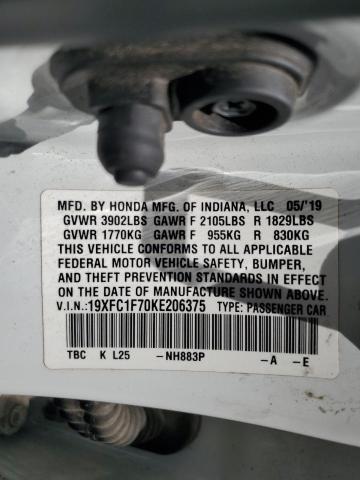 MFD. BY HONDA MFG. OF INDIANA, LLC 05/'19
GVWR 3902LBS GAWR F 2105LBS R 1829LBS
GVWR 1770KG GAWR F 955KG R 830KG
THIS VEHICLE CONFORMS TO ALL APPLICABLE
FEDERAL MOTOR VEHICLE SAFETY, BUMPER,
AND THEFT PREVENTION STANDARDS IN EFFECT
ON THE DATE OF MANUFACTURE SHOWN ABOVE.
V.I.N.:19XFC1F70KE206375 TYPE: PASSENGER CAR
TBC K L25 -NH883P -A -E